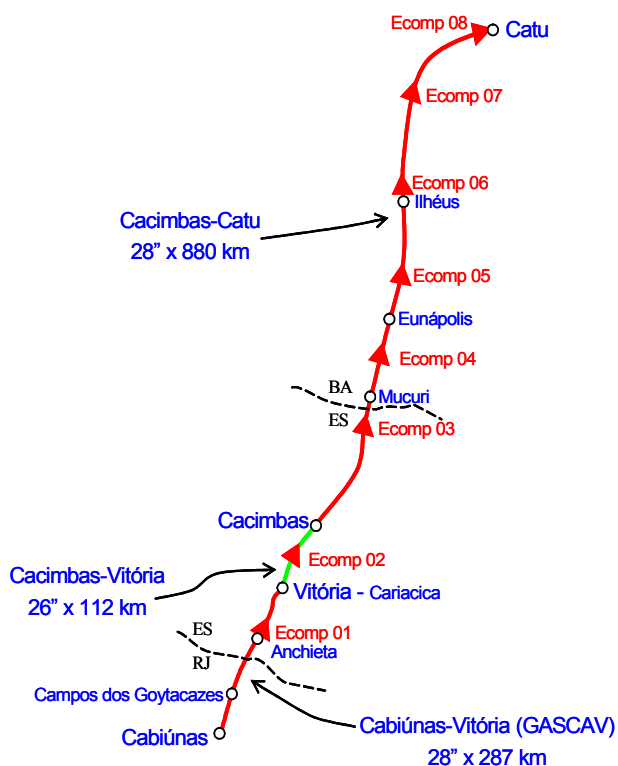 Ecomp 08
Catu
Ecomp 07
Ecomp 06
Ilhéus
Cacimbas-Catu
28” x 880 km
Ecomp 05
Eunápolis
Ecomp 04
BA
Mucuri
ES
Ecomp 03
Cacimbas
Ecomp 02
Cacimbas-Vitória
26” x 112 km
Vitória - Cariacica
ES
Ecomp 01
RJ
Anchieta
Campos dos Goytacazes
Cabiúnas
Cabiúnas-Vitória (GASCAV)
28” x 287 km